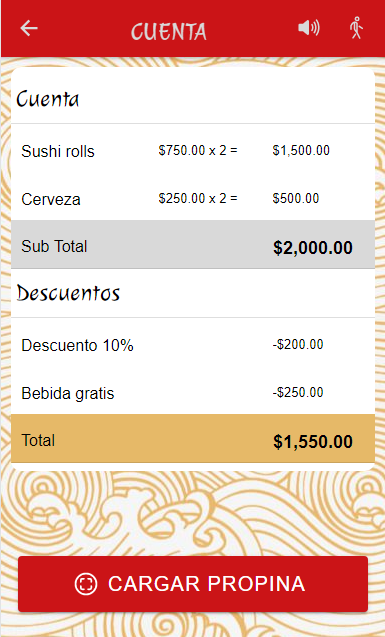 CUENTA
Cuenta
Sushi rolls $750.00 x 2 = $1,500.00
Cerveza $250.00 x 2 = $500.00
Sub Total $2,000.00
Descuentos
Descuento 10% -$200.00
Bebida gratis -$250.00
Total $1,550.00
CARGAR PROPINA